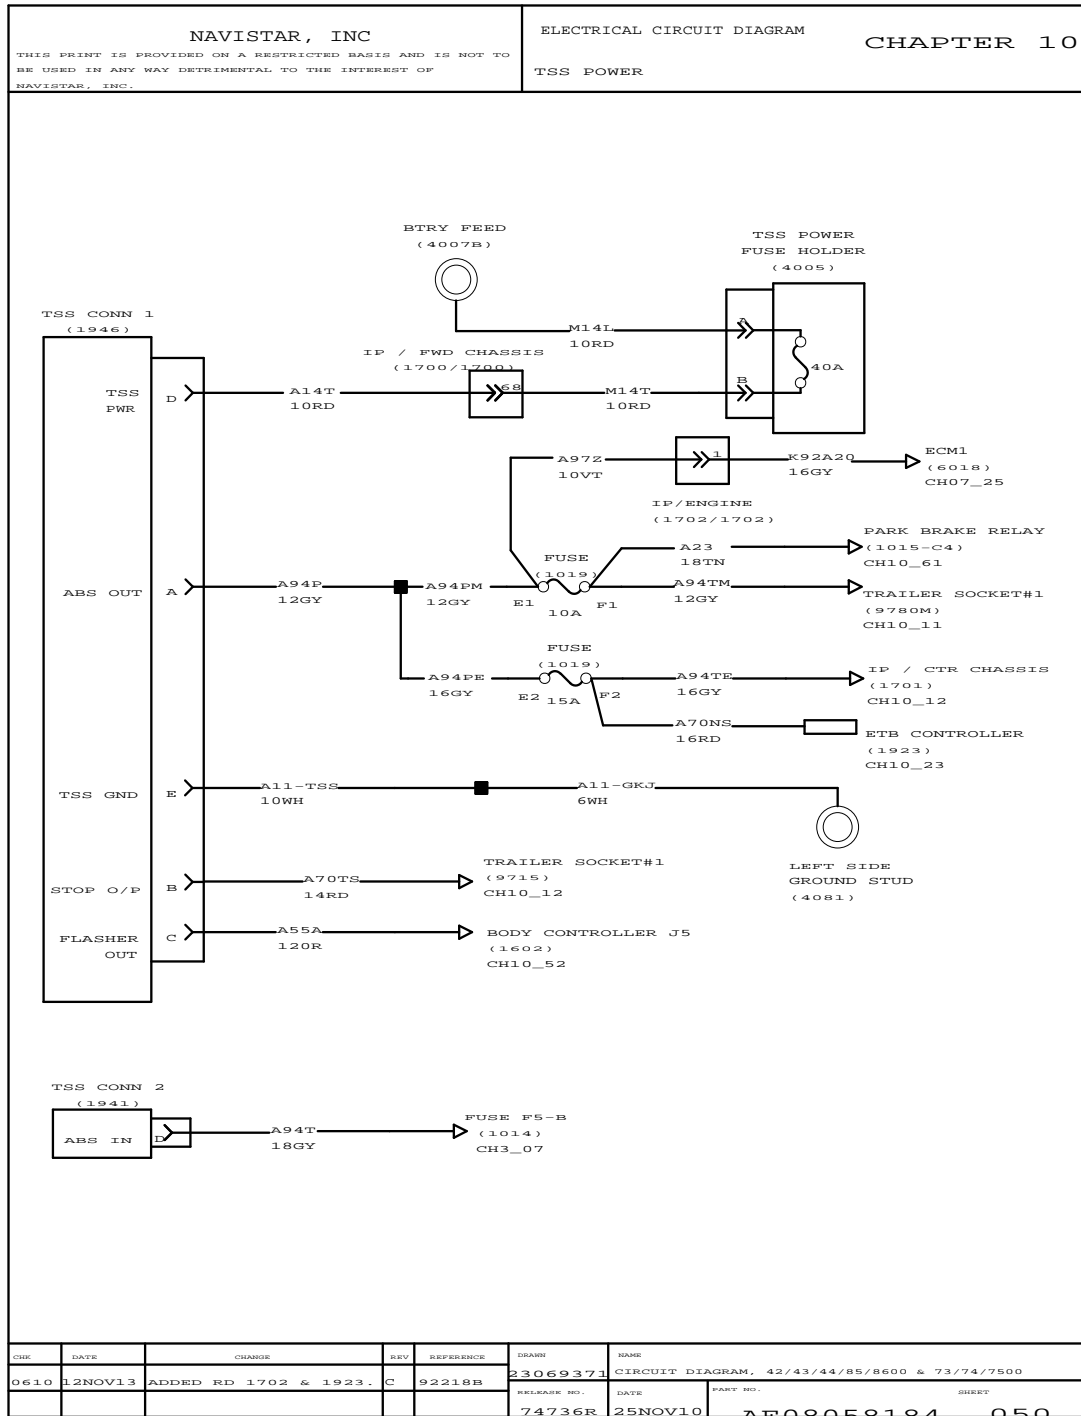 NAVISTAR, INC
THIS PRINT IS PROVIDED ON A RESTRICTED BASIS AND IS NOT TO
BE USED IN ANY WAY DETRIMENTAL TO THE INTEREST OF
NAVISTAR, INC.
ELECTRICAL CIRCUIT DIAGRAM
TSS POWER
CHAPTER 10
BTRY FEED
(4007B)
TSS POWER
FUSE HOLDER
(4005)
TSS CONN 1
(1946)
M14L
10RD
A
IP / FWD CHASSIS
(1700/1700)
40A
TSS
PWR
D
A14T
10RD
68
M14T
10RD
B
A97Z
10VT
1
K92A20
16GY
ECM1
(6018)
CH07_25
IP/ENGINE
(1702/1702)
A23
18TN
PARK BRAKE RELAY
(1015-C4)
CH10_61
FUSE
(1019)
ABS OUT
A
A94P
12GY
A94PM
12GY
E1
10A
F1
A94TM
12GY
TRAILER SOCKET#1
(9780M)
CH10_11
FUSE
(1019)
A94PE
16GY
E2
15A
F2
A94TE
16GY
IP / CTR CHASSIS
(1701)
CH10_12
A70NS
16RD
ETB CONTROLLER
(1923)
CH10_23
TSS GND
E
A11-TSS
10WH
A11-GKJ
6WH
LEFT SIDE
GROUND STUD
(4081)
STOP O/P
B
A70TS
14RD
TRAILER SOCKET#1
(9715)
CH10_12
FLASHER
OUT
C
A55A
12OR
BODY CONTROLLER J5
(1602)
CH10_52
TSS CONN 2
(1941)
ABS IN
D
A94T
18GY
FUSE F5-B
(1014)
CH3_07
CHK DATE CHANGE REV REFERENCE
0610 12NOV13 ADDED RD 1702 & 1923. C 92218B
DRAWN
23069371
NAME
CIRCUIT DIAGRAM, 42/43/44/85/8600 & 73/74/7500
RELEASE NO.
74736R
DATE
25NOV10
PART NO.
AE08058184
SHEET
050